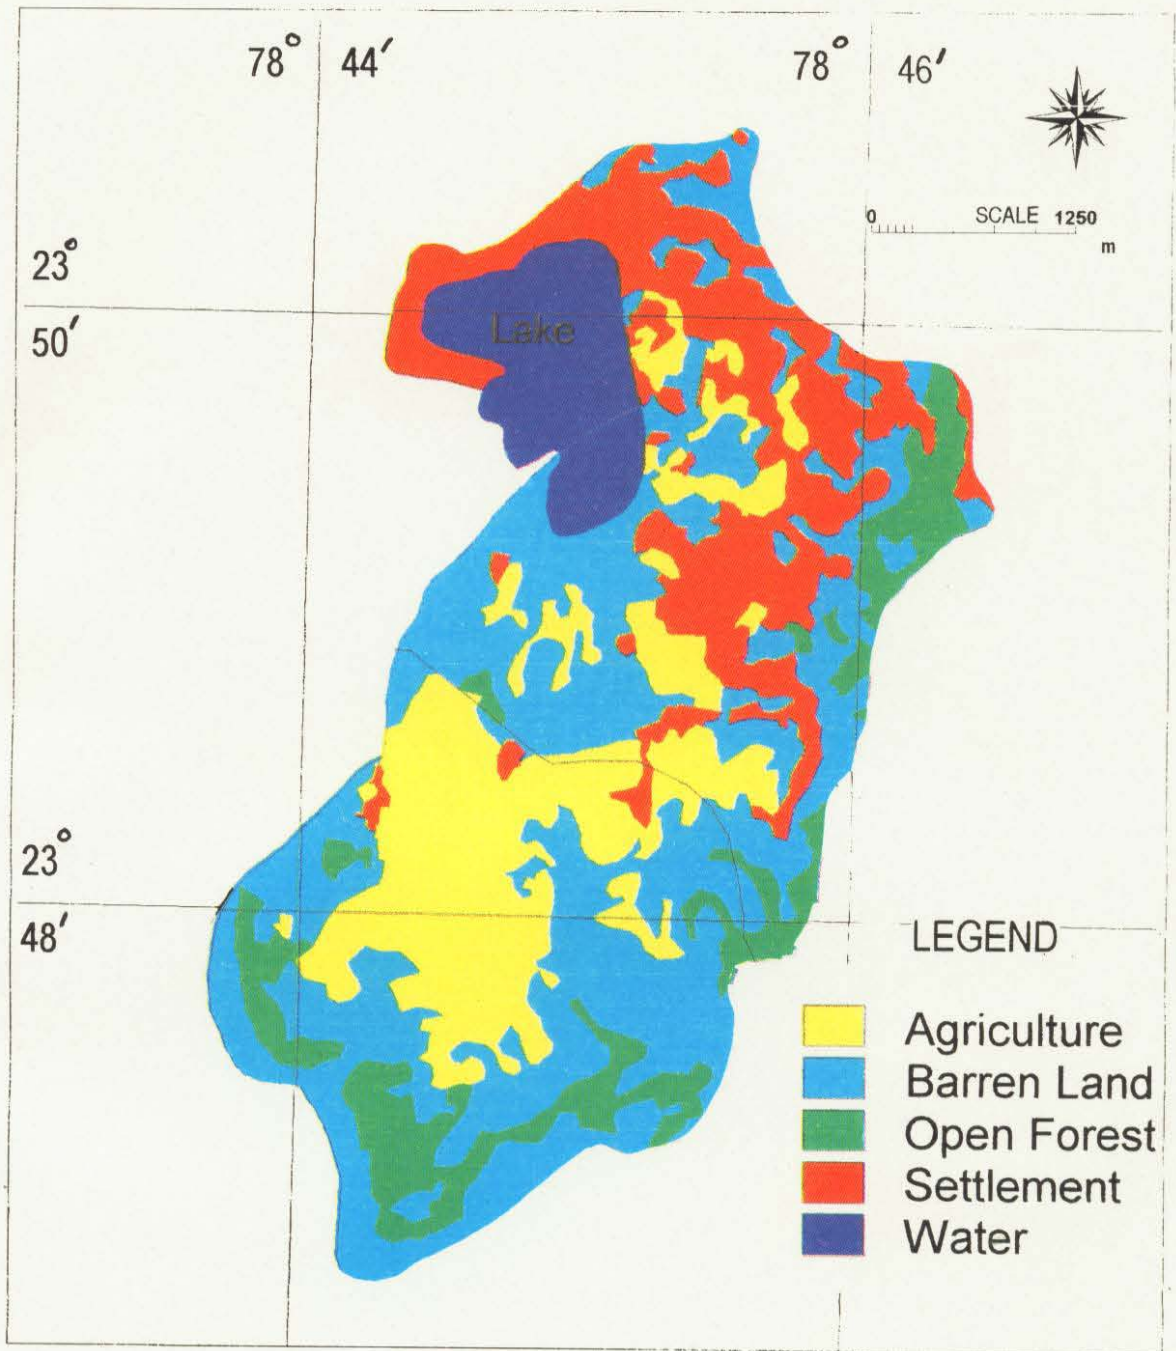 78° 44′
78° 46′
0 SCALE 1250
m
23°
50′
Lake
23°
48′
LEGEND
Agriculture
Barren Land
Open Forest
Settlement
Water